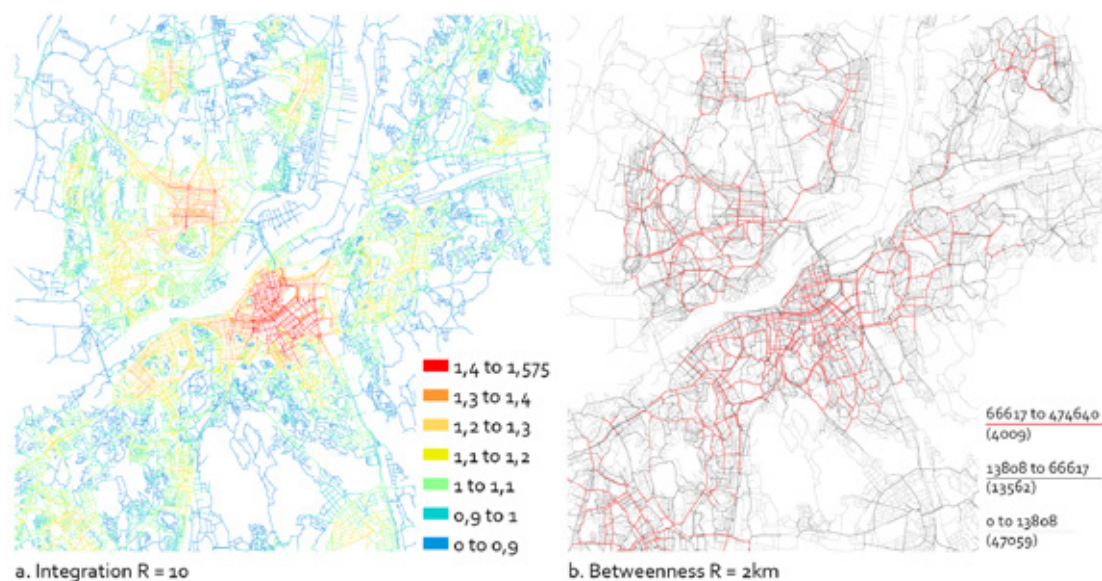 1,4 to 1,575
1,3 to 1,4
1,2 to 1,3
1,1 to 1,2
1 to 1,1
0,9 to 1
0 to 0,9
a. Integration R = 10
66617 to 474640
(4009)
13808 to 66617
(13562)
0 to 13808
(47059)
b. Betweenness R = 2km